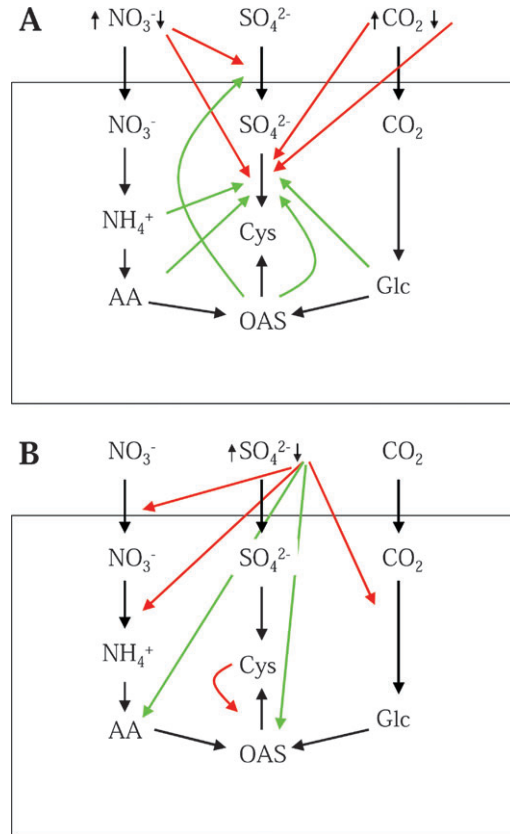 A
↑ NO₃⁻ ↓ SO₄²⁻ ↑ CO₂ ↓
NO₃⁻ SO₄²⁻ CO₂
NH₄⁺ Cys
AA OAS Glc
B
NO₃⁻ ↑ SO₄²⁻ ↓ CO₂
NO₃⁻ SO₄²⁻ CO₂
NH₄⁺ Cys
AA OAS Glc